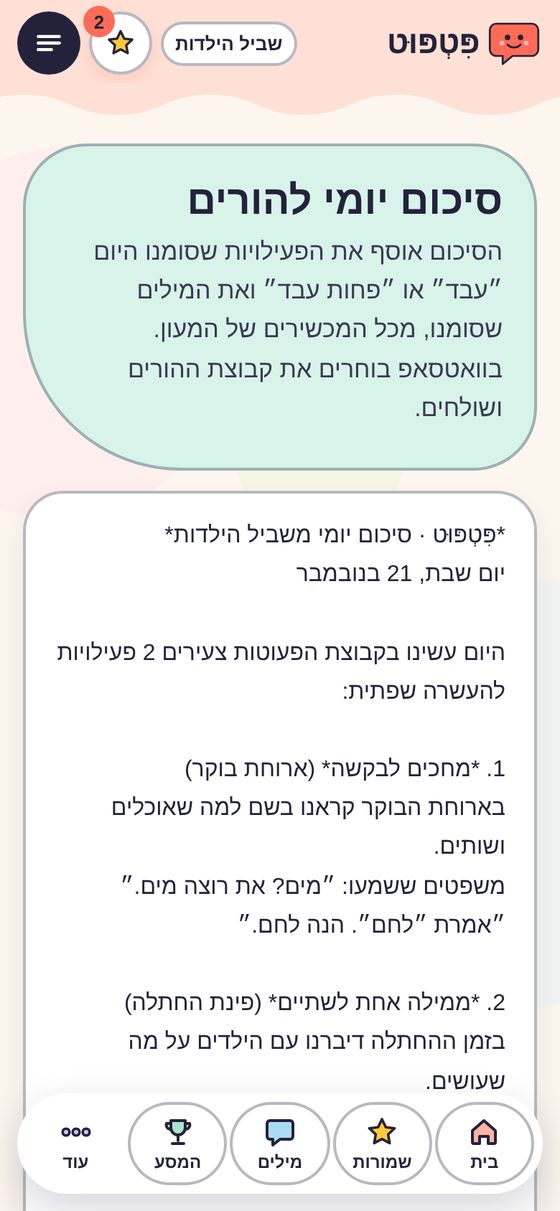 פִּטְפּוּט
שביל הילדות
2
סיכום יומי להורים
הסיכום אוסף את הפעילויות שסומנו היום
״עבד״ או ״פחות עבד״ ואת המילים
שסומנו, מכל המכשירים של המעון.
בוואטסאפ בוחרים את קבוצת ההורים
ושולחים.
*פִּטְפּוּט · סיכום יומי משביל הילדות*
יום שבת, 21 בנובמבר
היום עשינו בקבוצת הפעוטות צעירים 2 פעילויות
להעשרה שפתית:
1. *מחכים לבקשה* (ארוחת בוקר)
בארוחת הבוקר קראנו בשם למה שאוכלים
ושותים.
משפטים ששמעו: ״מים? את רוצה מים.״
״אמרת ״לחם״. הנה לחם.״
2. *ממילה אחת לשתיים* (פינת החתלה)
בזמן ההחתלה דיברנו עם הילדים על מה
שעושים.
בית
שמורות
מילים
המסע
עוד